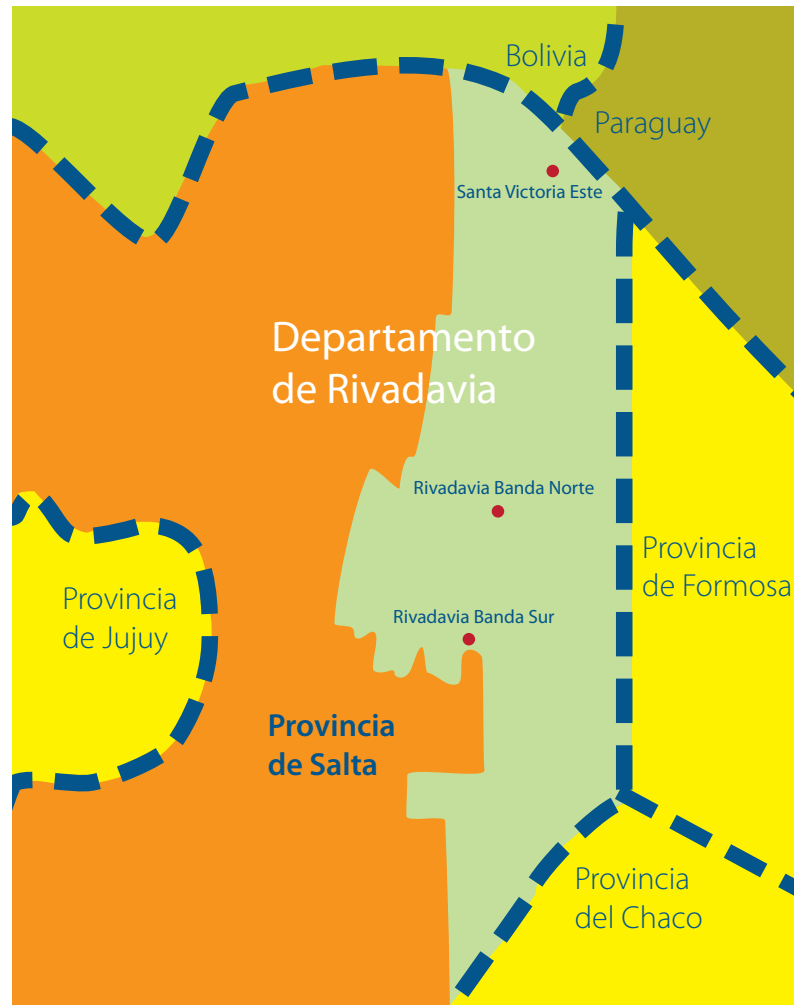 Bolivia
Paraguay
Santa Victoria Este
Departamento
de Rivadavia
Rivadavia Banda Norte
Provincia
de Formosa
Provincia
de Jujuy
Rivadavia Banda Sur
Provincia
de Salta
Provincia
del Chaco